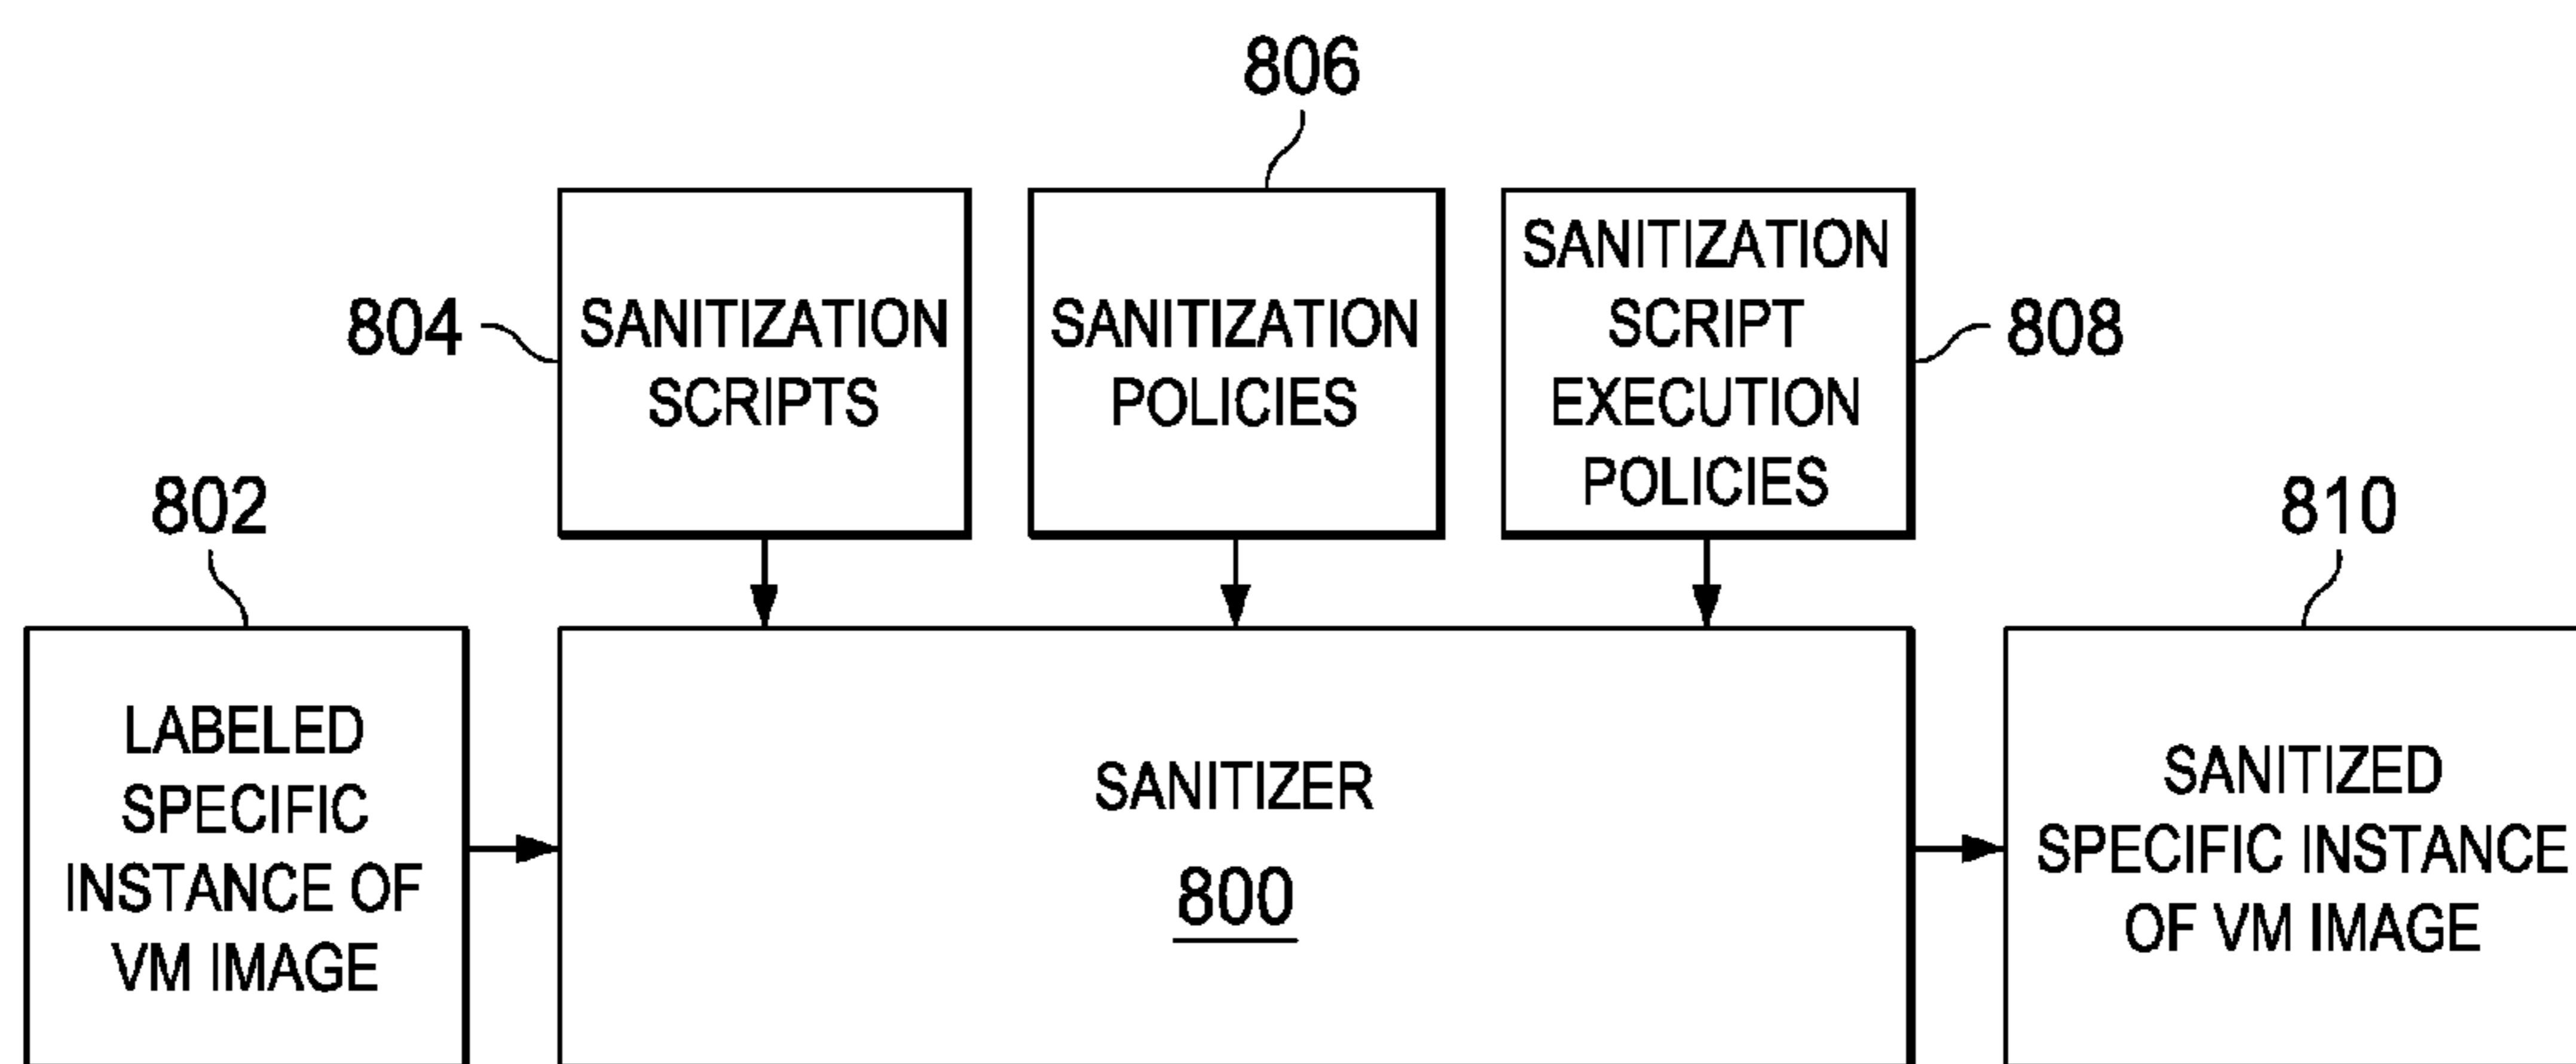 806
804
SANITIZATION
SCRIPTS
SANITIZATION
POLICIES
SANITIZATION
SCRIPT
EXECUTION
POLICIES
808
802
810
LABELED
SPECIFIC
INSTANCE OF
VM IMAGE
SANITIZER
800
SANITIZED
SPECIFIC INSTANCE
OF VM IMAGE